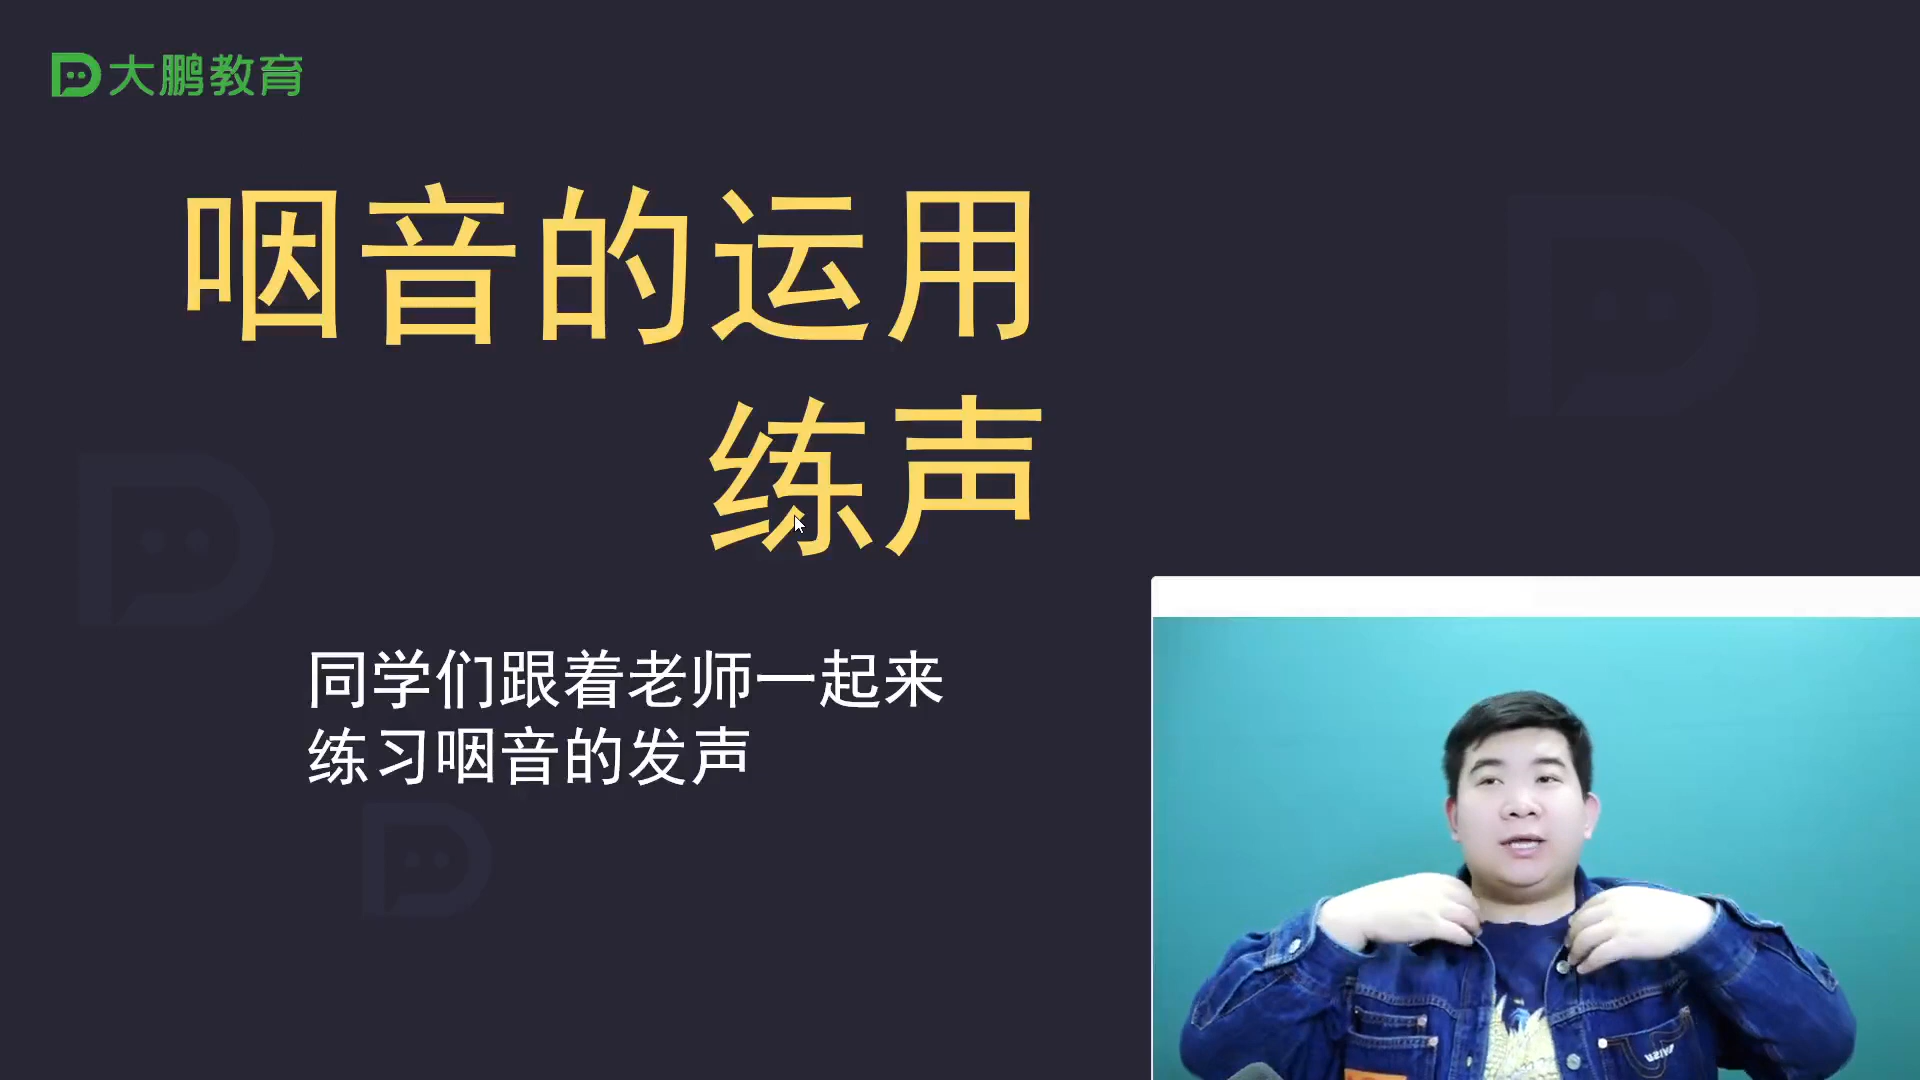 大鹏教育
咽音的运用
练声
同学们跟着老师一起来
练习咽音的发声